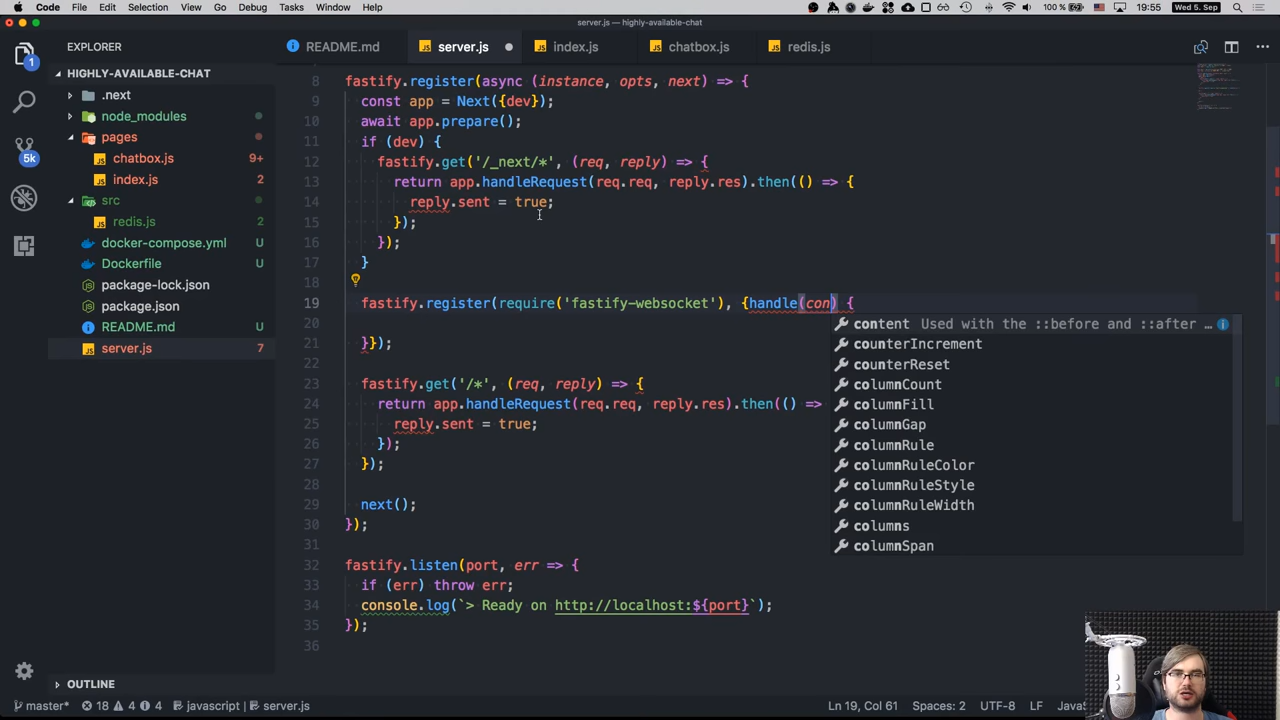 Code File Edit Selection View Go Debug Tasks Window Help 100 % 19:55 Wed 5. Sep
server.js — highly-available-chat
EXPLORER
README.md server.js index.js chatbox.js redis.js
HIGHLY-AVAILABLE-CHAT
.next
node_modules
pages
chatbox.js 9+
index.js 2
src
redis.js 2
docker-compose.yml U
Dockerfile U
package-lock.json
package.json
README.md U
server.js 7
OUTLINE
1
5k
8 fastify.register(async (instance, opts, next) => {
9 const app = Next({dev});
10 await app.prepare();
11 if (dev) {
12 fastify.get('/_next/*', (req, reply) => {
13 return app.handleRequest(req.req, reply.res).then(() => {
14 reply.sent = true;
15 });
16 });
17 }
18
19 fastify.register(require('fastify-websocket'), {handle(con) {
20
21 }});
22
23 fastify.get('/*', (req, reply) => {
24 return app.handleRequest(req.req, reply.res).then(() =>
25 reply.sent = true;
26 });
27 });
28
29 next();
30 });
31
32 fastify.listen(port, err => {
33 if (err) throw err;
34 console.log(`> Ready on http://localhost:${port}`);
35 });
36
content Used with the ::before and ::after …
counterIncrement
counterReset
columnCount
columnFill
columnGap
columnRule
columnRuleColor
columnRuleStyle
columnRuleWidth
columns
columnSpan
master* 18 4 4 javascript server.js Ln 19, Col 61 Spaces: 2 UTF-8 LF JavaScript